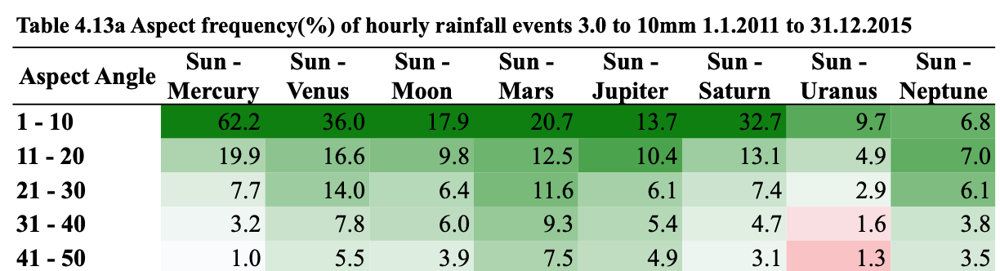 Table 4.13a Aspect frequency(%) of hourly rainfall events 3.0 to 10mm 1.1.2011 to 31.12.2015
Aspect Angle Sun - Mercury Sun - Venus Sun - Moon Sun - Mars Sun - Jupiter Sun - Saturn Sun - Uranus Sun - Neptune
1 - 10 62.2 36.0 17.9 20.7 13.7 32.7 9.7 6.8
11 - 20 19.9 16.6 9.8 12.5 10.4 13.1 4.9 7.0
21 - 30 7.7 14.0 6.4 11.6 6.1 7.4 2.9 6.1
31 - 40 3.2 7.8 6.0 9.3 5.4 4.7 1.6 3.8
41 - 50 1.0 5.5 3.9 7.5 4.9 3.1 1.3 3.5